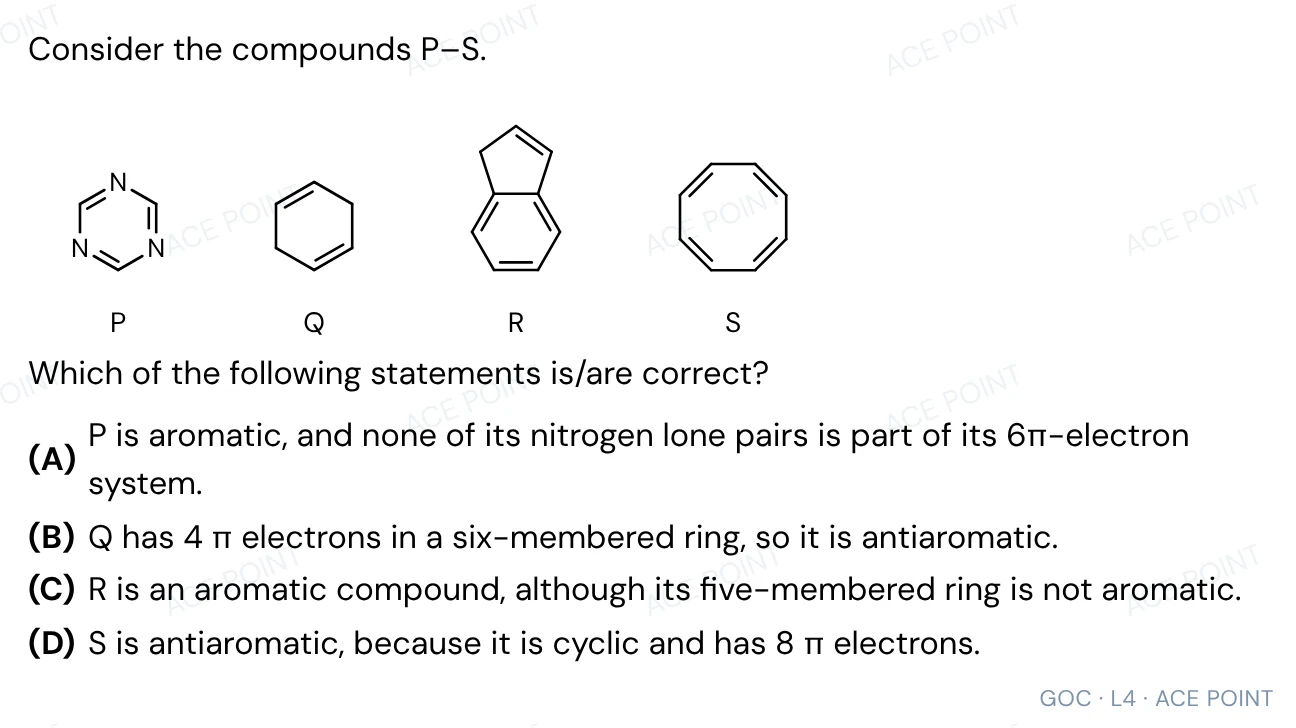 Consider the compounds P–S.
N
N
N
P
Q
R
S
Which of the following statements is/are correct?
(A) P is aromatic, and none of its nitrogen lone pairs is part of its 6π-electron
system.
(B) Q has 4 π electrons in a six-membered ring, so it is antiaromatic.
(C) R is an aromatic compound, although its five-membered ring is not aromatic.
(D) S is antiaromatic, because it is cyclic and has 8 π electrons.
GOC · L4 · ACE POINT
ACE POINT